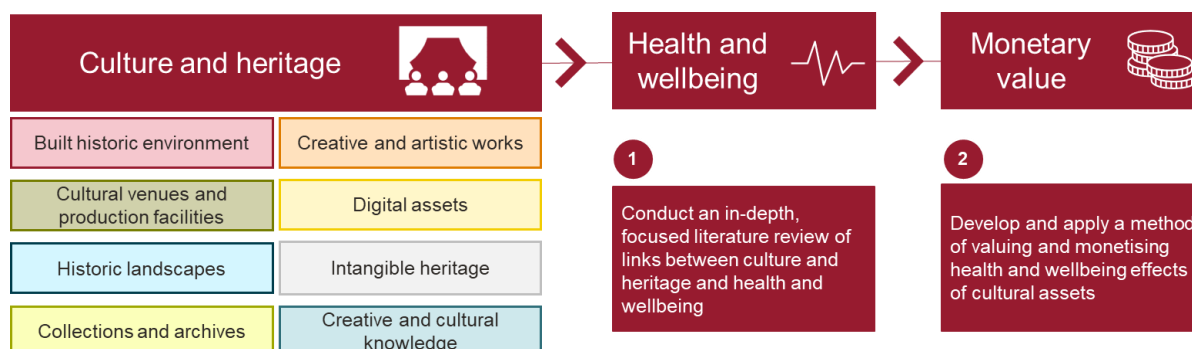 Culture and heritage
Health and
wellbeing
Monetary
value
Built historic environment
Creative and artistic works
Cultural venues and
production facilities
Digital assets
Historic landscapes
Intangible heritage
Collections and archives
Creative and cultural
knowledge
1
Conduct an in-depth,
focused literature review of
links between culture and
heritage and health and
wellbeing
2
Develop and apply a method
of valuing and monetising
health and wellbeing effects
of cultural assets